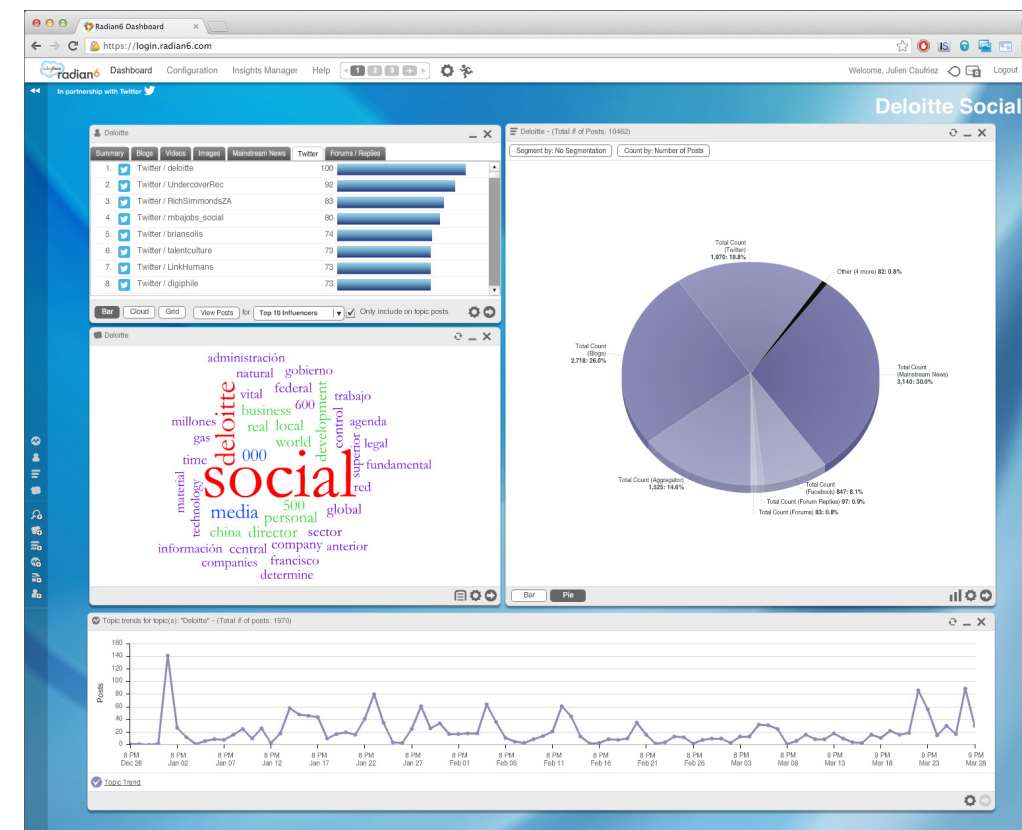 Radian6 Dashboard
https://login.radian6.com
salesforce radian6 Dashboard Configuration Insights Manager Help 1 2 3 + Welcome, Julien Caufriez Logout
In partnership with Twitter
Deloitte Social
Deloitte
Summary Blogs Videos Images Mainstream News Twitter Forums / Replies
1. Twitter / deloitte 100
2. Twitter / UndercoverRec 92
3. Twitter / RichSimmondsZA 83
4. Twitter / mbajobs_social 80
5. Twitter / briansolis 74
6. Twitter / talentculture 73
7. Twitter / LinkHumans 73
8. Twitter / digiphile 73
Bar Cloud Grid View Posts for Top 10 Influencers Only include on topic posts
Deloitte - (Total # of Posts: 10462)
Segment by: No Segmentation Count by: Number of Posts
Total Count
(Twitter)
1,970: 18.8%
Other (4 more) 82: 0.8%
Total Count
(Blogs)
2,718: 26.0%
Total Count
(Mainstream News)
3,140: 30.0%
Total Count (Aggregator)
1,525: 14.6%
Total Count
(Facebook) 847: 8.1%
Total Count (Forum Replies) 97: 0.9%
Total Count (Forums) 83: 0.8%
Bar Pie
Deloitte
administración
natural gobierno
vital federal
deloitte
business 600
development
trabajo
millones
real local
control
agenda
gas
world
superior
legal
time
000
fundamental
social
red
material
technology
media
500
personal
global
china director sector
información central company anterior
companies francisco
determine
Topic trends for topic(s): "Deloitte" - (Total # of posts: 1970)
Posts
160
140
120
100
80
60
40
20
0
8 PM 8 PM 8 PM 8 PM 8 PM 8 PM 8 PM 8 PM 8 PM 8 PM 8 PM 8 PM 8 PM 8 PM 8 PM 9 PM 9 PM 9 PM 9 PM
Dec 28 Jan 02 Jan 07 Jan 12 Jan 17 Jan 22 Jan 27 Feb 01 Feb 06 Feb 11 Feb 16 Feb 21 Feb 26 Mar 03 Mar 08 Mar 13 Mar 18 Mar 23 Mar 28
Topic Trend